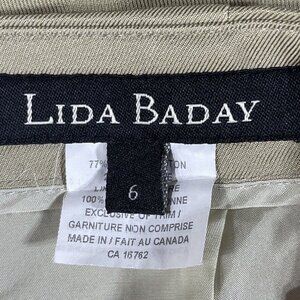 LIDA BADAY
77%
6
100%
EXCLUSIVE OF TRIM /
GARNITURE NON COMPRISE
MADE IN / FAIT AU CANADA
CA 16762